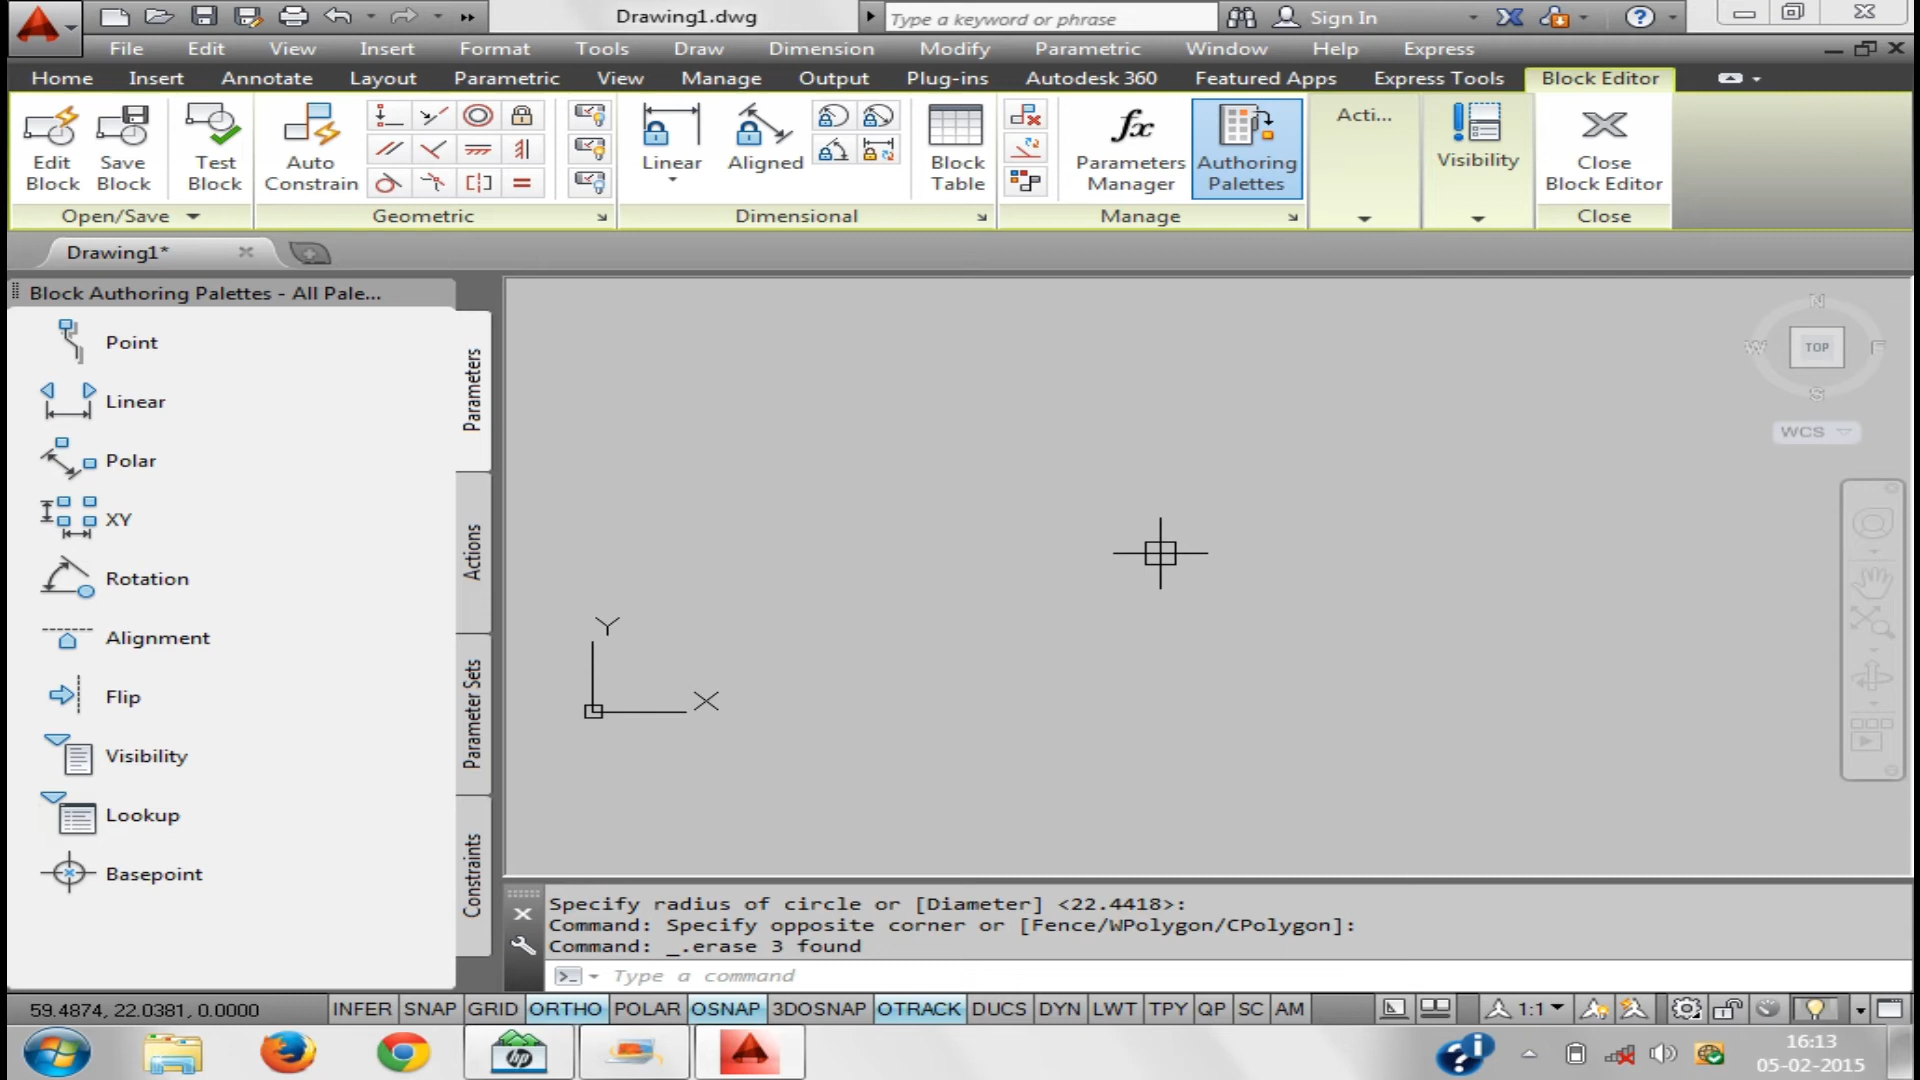 Drawing1.dwg
Type a keyword or phrase
Sign In
File Edit View Insert Format Tools Draw Dimension Modify Parametric Window Help Express
Home Insert Annotate Layout Parametric View Manage Output Plug-ins Autodesk 360 Featured Apps Express Tools Block Editor
Edit Block
Save Block
Test Block
Auto Constrain
Linear
Aligned
Block Table
fx
Parameters Manager
Authoring Palettes
Acti...
Visibility
Close Block Editor
Open/Save Geometric Dimensional Manage Close
Drawing1*
Block Authoring Palettes - All Pale...
Point
Linear
Polar
XY
Rotation
Alignment
Flip
Visibility
Lookup
Basepoint
Parameters
Actions
Parameter Sets
Constraints
N
W TOP E
S
WCS
Y
X
Specify radius of circle or [Diameter] <22.4418>:
Command: Specify opposite corner or [Fence/WPolygon/CPolygon]:
Command: _.erase 3 found
Type a command
59.4874, 22.0381, 0.0000 INFER SNAP GRID ORTHO POLAR OSNAP 3DOSNAP OTRACK DUCS DYN LWT TPY QP SC AM 1:1
hp
16:13
05-02-2015